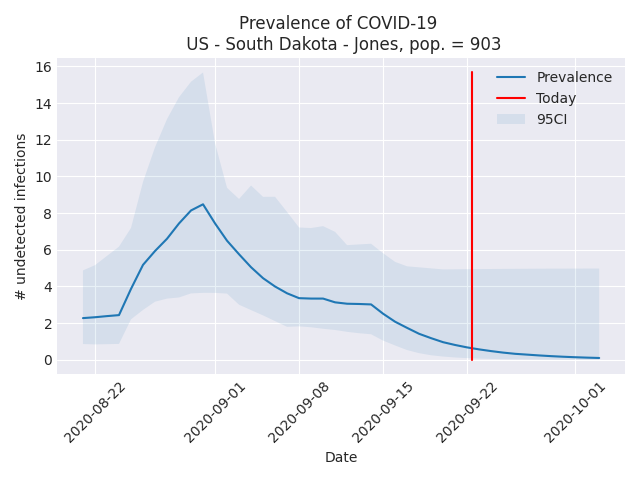 Prevalence of COVID-19
US - South Dakota - Jones, pop. = 903
16
14
12
10
8
6
4
2
0
# undetected infections
Prevalence
Today
95CI
2020-08-22
2020-09-01
2020-09-08
2020-09-15
2020-09-22
2020-10-01
Date